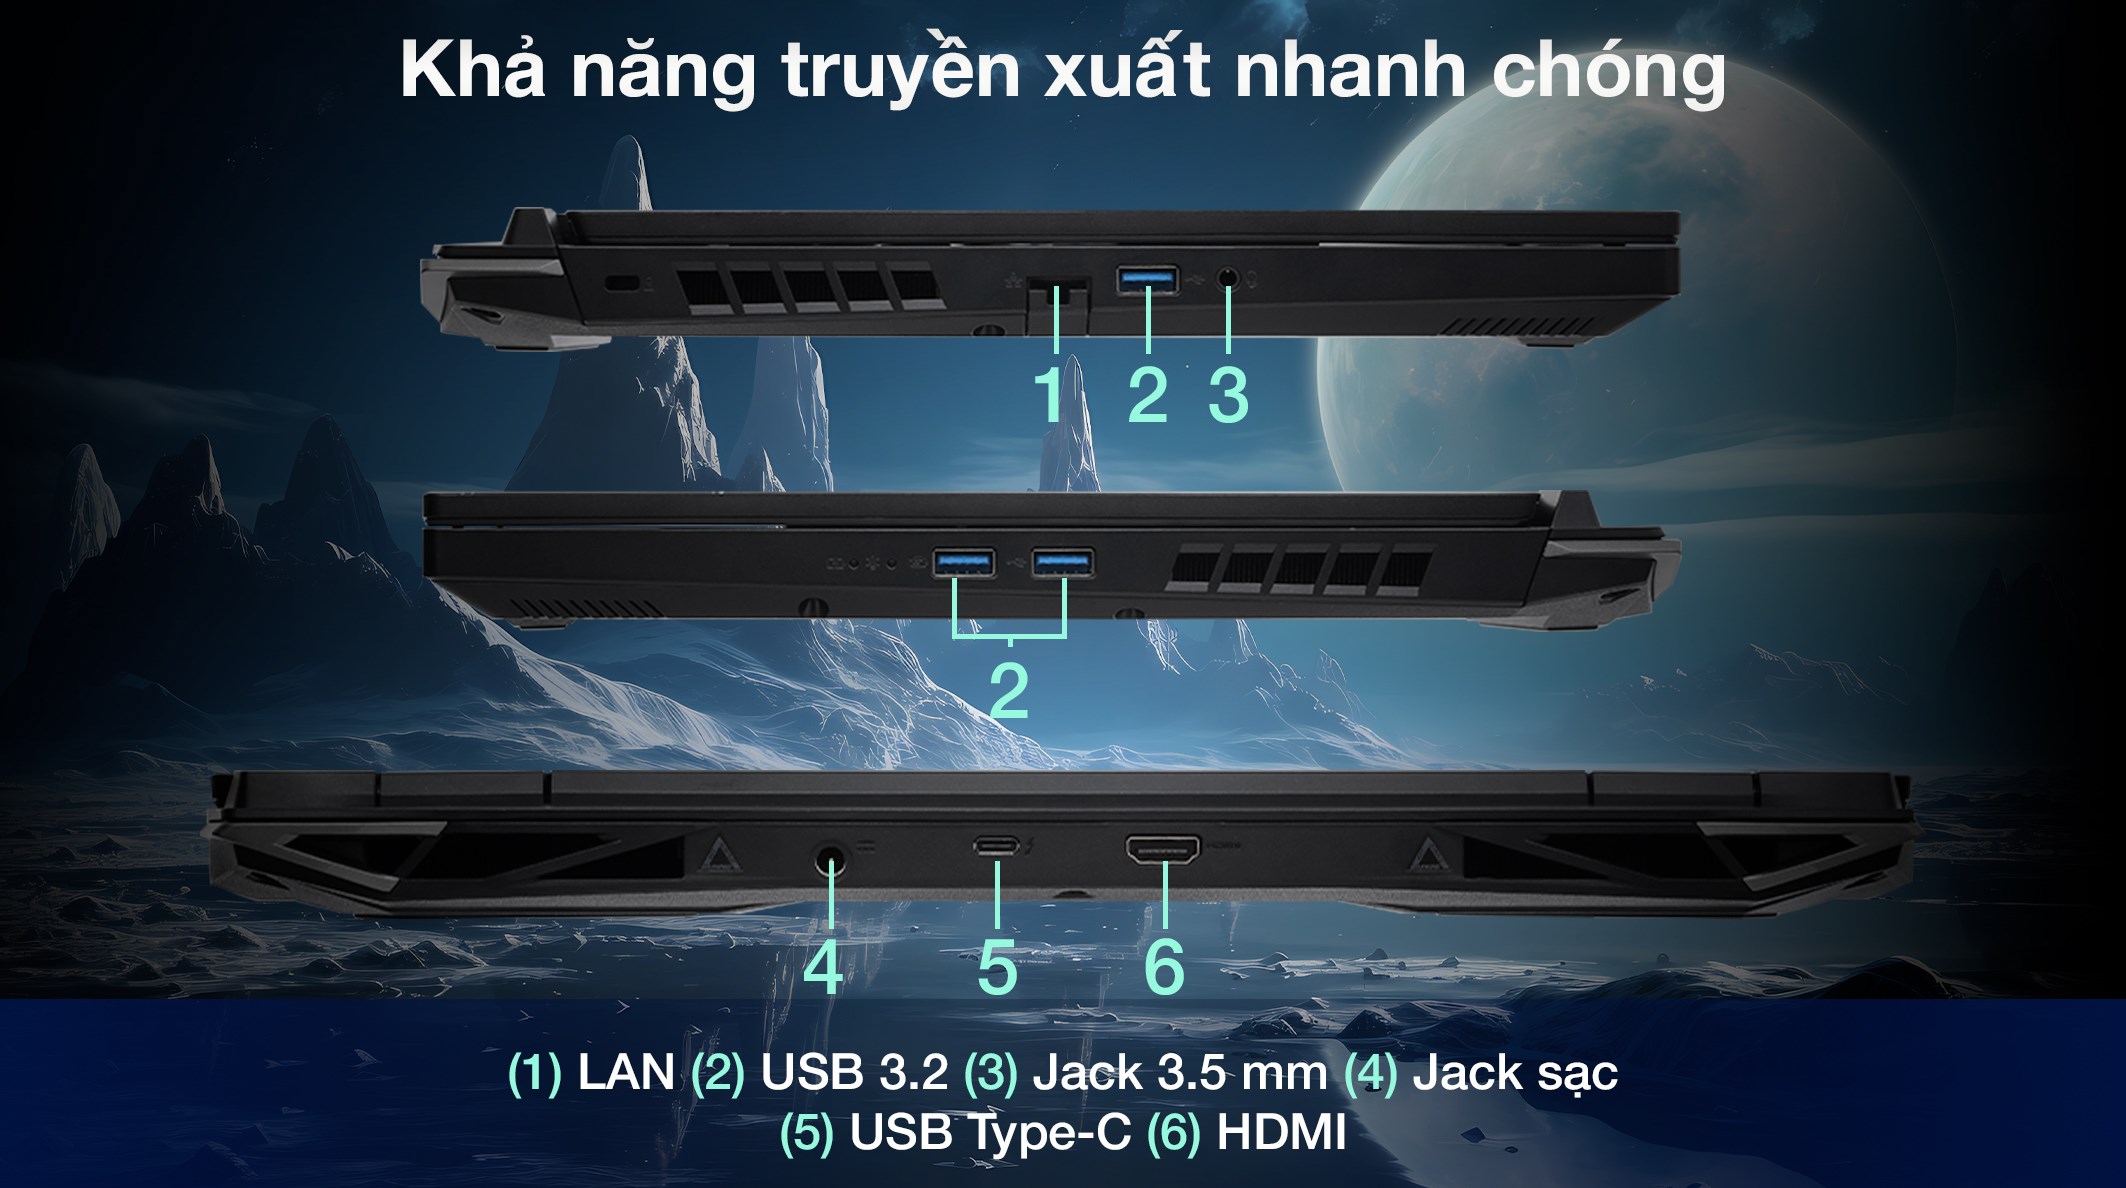 Khả năng truyền xuất nhanh chóng
1 2 3
2
4 5 6
(1) LAN (2) USB 3.2 (3) Jack 3.5 mm (4) Jack sạc
(5) USB Type-C (6) HDMI